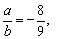 a/b = -8/9,